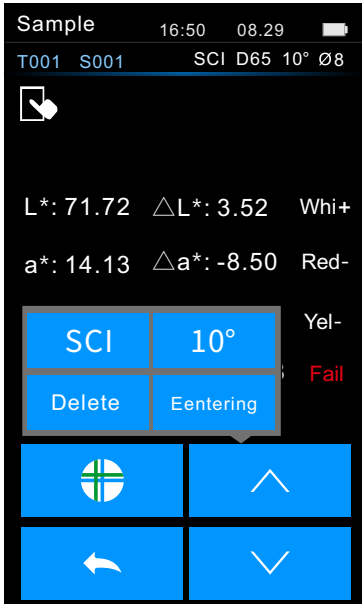 Sample 16:50 08.29
T001 S001 SCI D65 10° Ø8
L*: 71.72 △L*: 3.52 Whi+
a*: 14.13 △a*: -8.50 Red-
Yel-
SCI 10°
Fail
Delete Eentering